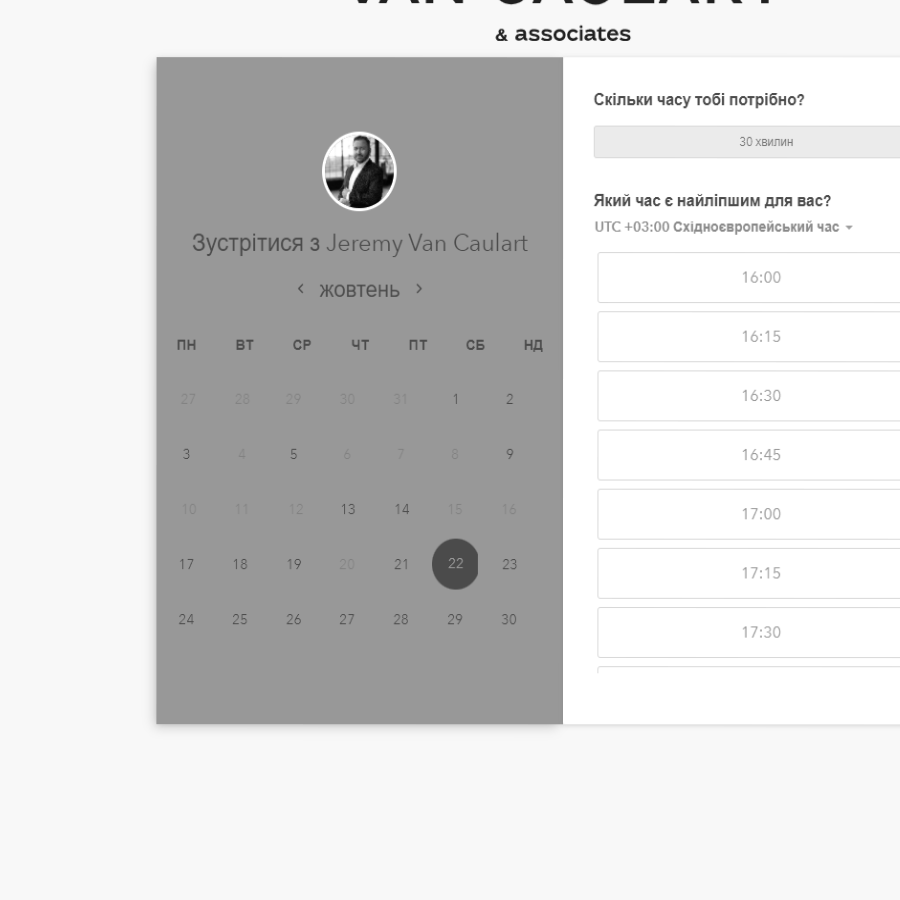 VAN CAULART
& associates
Зустрітися з Jeremy Van Caulart
жовтень
ПН ВТ СР ЧТ ПТ СБ НД
27 28 29 30 31 1 2
3 4 5 6 7 8 9
10 11 12 13 14 15 16
17 18 19 20 21 22 23
24 25 26 27 28 29 30
Скільки часу тобі потрібно?
30 хвилин
Який час є найліпшим для вас?
UTC +03:00 Східноєвропейський час
16:00
16:15
16:30
16:45
17:00
17:15
17:30